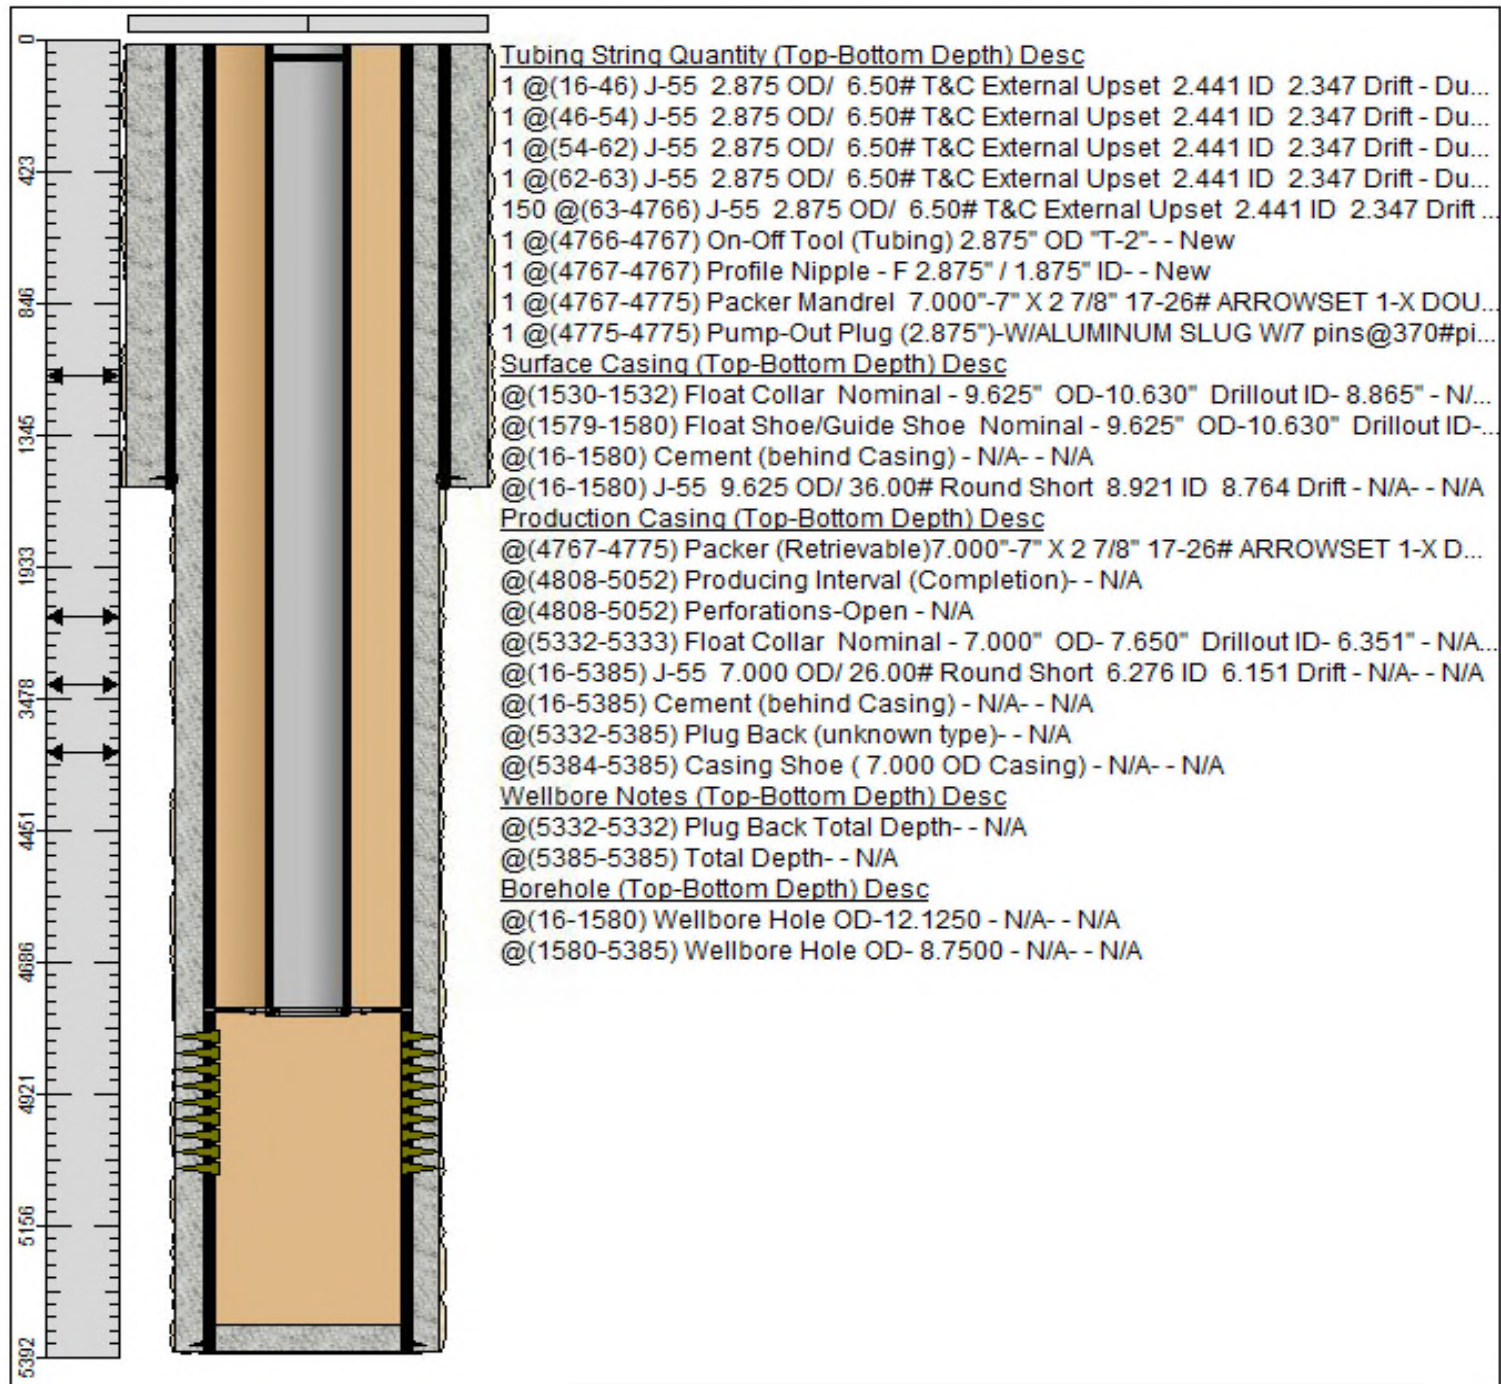 Tubing String Quantity (Top-Bottom Depth) Desc
1 @(16-46) J-55 2.875 OD/ 6.50# T&C External Upset 2.441 ID 2.347 Drift - Du...
1 @(46-54) J-55 2.875 OD/ 6.50# T&C External Upset 2.441 ID 2.347 Drift - Du...
1 @(54-62) J-55 2.875 OD/ 6.50# T&C External Upset 2.441 ID 2.347 Drift - Du...
1 @(62-63) J-55 2.875 OD/ 6.50# T&C External Upset 2.441 ID 2.347 Drift - Du...
150 @(63-4766) J-55 2.875 OD/ 6.50# T&C External Upset 2.441 ID 2.347 Drift ...
1 @(4766-4767) On-Off Tool (Tubing) 2.875" OD "T-2"- - New
1 @(4767-4767) Profile Nipple - F 2.875" / 1.875" ID- - New
1 @(4767-4775) Packer Mandrel 7.000"-7" X 2 7/8" 17-26# ARROWSET 1-X DOU...
1 @(4775-4775) Pump-Out Plug (2.875")-W/ALUMINUM SLUG W/7 pins@370#pi...
Surface Casing (Top-Bottom Depth) Desc
@(1530-1532) Float Collar Nominal - 9.625" OD-10.630" Drillout ID- 8.865" - N/...
@(1579-1580) Float Shoe/Guide Shoe Nominal - 9.625" OD-10.630" Drillout ID-...
@(16-1580) Cement (behind Casing) - N/A- - N/A
@(16-1580) J-55 9.625 OD/ 36.00# Round Short 8.921 ID 8.764 Drift - N/A- - N/A
Production Casing (Top-Bottom Depth) Desc
@(4767-4775) Packer (Retrievable)7.000"-7" X 2 7/8" 17-26# ARROWSET 1-X D...
@(4808-5052) Producing Interval (Completion)- - N/A
@(4808-5052) Perforations-Open - N/A
@(5332-5333) Float Collar Nominal - 7.000" OD- 7.650" Drillout ID- 6.351" - N/A...
@(16-5385) J-55 7.000 OD/ 26.00# Round Short 6.276 ID 6.151 Drift - N/A- - N/A
@(16-5385) Cement (behind Casing) - N/A- - N/A
@(5332-5385) Plug Back (unknown type)- - N/A
@(5384-5385) Casing Shoe ( 7.000 OD Casing) - N/A- - N/A
Wellbore Notes (Top-Bottom Depth) Desc
@(5332-5332) Plug Back Total Depth- - N/A
@(5385-5385) Total Depth- - N/A
Borehole (Top-Bottom Depth) Desc
@(16-1580) Wellbore Hole OD-12.1250 - N/A- - N/A
@(1580-5385) Wellbore Hole OD- 8.7500 - N/A- - N/A
0
423
846
1345
1933
3478
4451
4686
4921
5156
5392